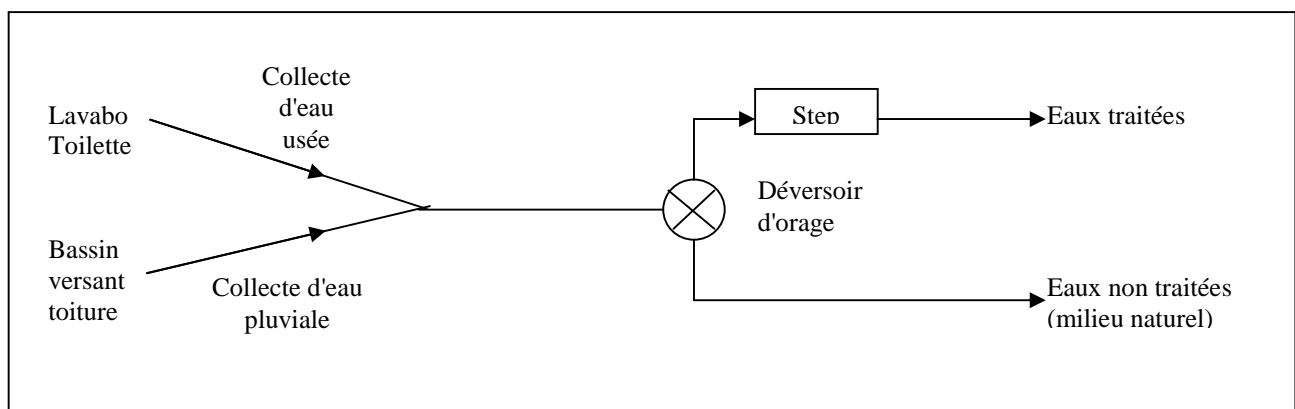 Collecte
d'eau
usée
Lavabo
Toilette
Step
Eaux traitées
Déversoir
d'orage
Bassin
versant
toiture
Collecte d'eau
pluviale
Eaux non traitées
(milieu naturel)